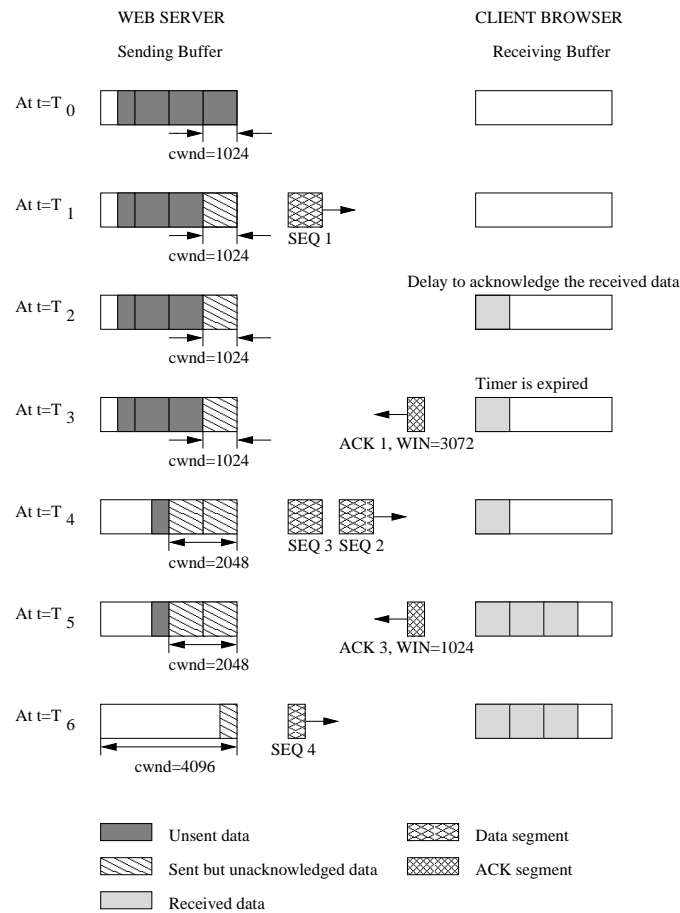 WEB SERVER
CLIENT BROWSER
Sending Buffer
Receiving Buffer
At t=T 0
cwnd=1024
At t=T 1
SEQ 1
cwnd=1024
Delay to acknowledge the received data
At t=T 2
cwnd=1024
Timer is expired
At t=T 3
ACK 1, WIN=3072
cwnd=1024
At t=T 4
SEQ 3
SEQ 2
cwnd=2048
At t=T 5
ACK 3, WIN=1024
cwnd=2048
At t=T 6
SEQ 4
cwnd=4096
Unsent data
Data segment
Sent but unacknowledged data
ACK segment
Received data